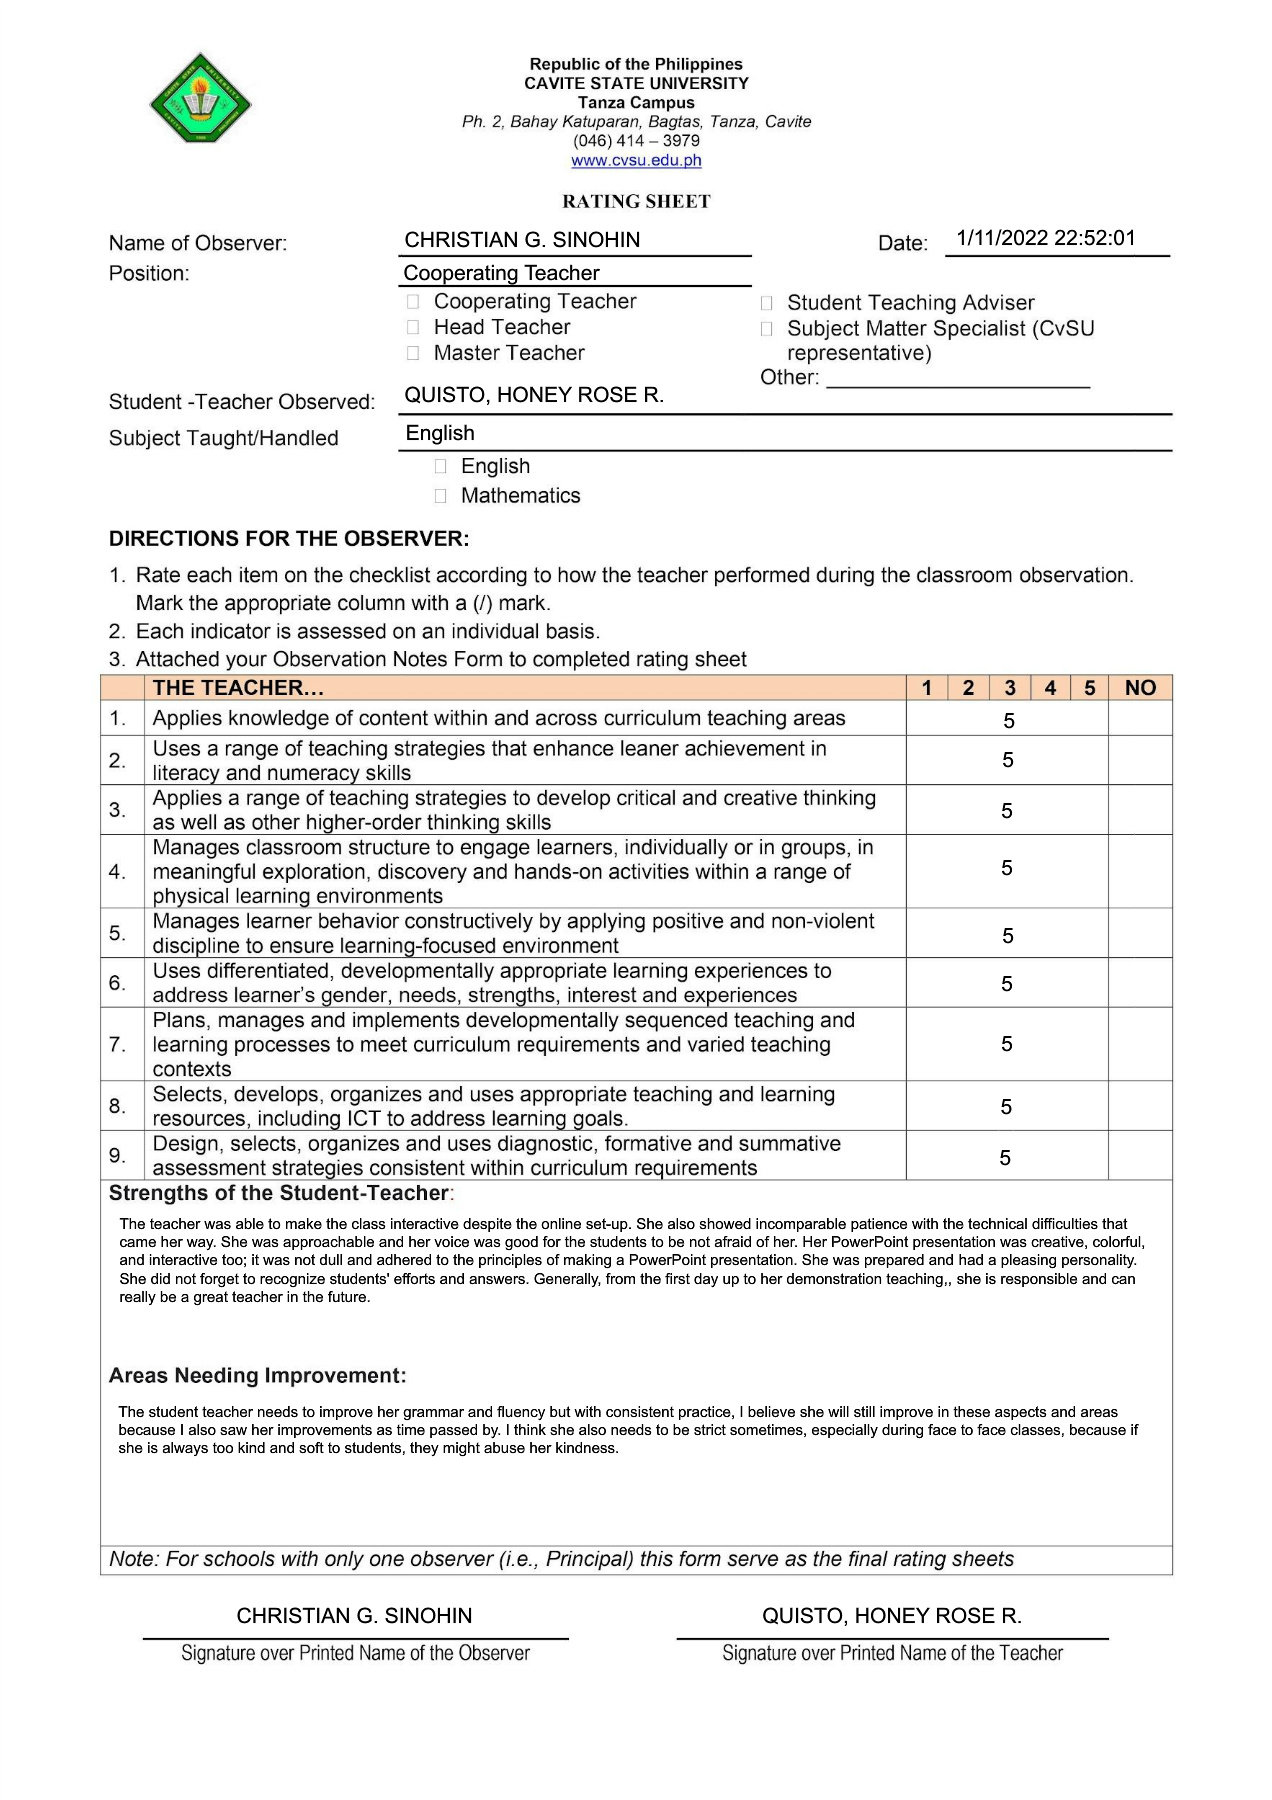 Republic of the Philippines
CAVITE STATE UNIVERSITY
Tanza Campus
Ph. 2, Bahay Katuparan, Bagtas, Tanza, Cavite
(046) 414 – 3979
www.cvsu.edu.ph
RATING SHEET
Name of Observer: CHRISTIAN G. SINOHIN Date: 1/11/2022 22:52:01
Position: Cooperating Teacher
☐ Cooperating Teacher ☐ Student Teaching Adviser
☐ Head Teacher ☐ Subject Matter Specialist (CvSU
☐ Master Teacher representative)
Other:
Student -Teacher Observed: QUISTO, HONEY ROSE R.
Subject Taught/Handled English
☐ English
☐ Mathematics
DIRECTIONS FOR THE OBSERVER:
1. Rate each item on the checklist according to how the teacher performed during the classroom observation.
Mark the appropriate column with a (/) mark.
2. Each indicator is assessed on an individual basis.
3. Attached your Observation Notes Form to completed rating sheet
THE TEACHER… 1 2 3 4 5 NO
1. Applies knowledge of content within and across curriculum teaching areas 5
2. Uses a range of teaching strategies that enhance leaner achievement in
literacy and numeracy skills 5
3. Applies a range of teaching strategies to develop critical and creative thinking
as well as other higher-order thinking skills 5
4. Manages classroom structure to engage learners, individually or in groups, in
meaningful exploration, discovery and hands-on activities within a range of
physical learning environments 5
5. Manages learner behavior constructively by applying positive and non-violent
discipline to ensure learning-focused environment 5
6. Uses differentiated, developmentally appropriate learning experiences to
address learner's gender, needs, strengths, interest and experiences 5
7. Plans, manages and implements developmentally sequenced teaching and
learning processes to meet curriculum requirements and varied teaching
contexts 5
8. Selects, develops, organizes and uses appropriate teaching and learning
resources, including ICT to address learning goals. 5
9. Design, selects, organizes and uses diagnostic, formative and summative
assessment strategies consistent within curriculum requirements 5
Strengths of the Student-Teacher:
The teacher was able to make the class interactive despite the online set-up. She also showed incomparable patience with the technical difficulties that
came her way. She was approachable and her voice was good for the students to be not afraid of her. Her PowerPoint presentation was creative, colorful,
and interactive too; it was not dull and adhered to the principles of making a PowerPoint presentation. She was prepared and had a pleasing personality.
She did not forget to recognize students' efforts and answers. Generally, from the first day up to her demonstration teaching,, she is responsible and can
really be a great teacher in the future.
Areas Needing Improvement:
The student teacher needs to improve her grammar and fluency but with consistent practice, I believe she will still improve in these aspects and areas
because I also saw her improvements as time passed by. I think she also needs to be strict sometimes, especially during face to face classes, because if
she is always too kind and soft to students, they might abuse her kindness.
Note: For schools with only one observer (i.e., Principal) this form serve as the final rating sheets
CHRISTIAN G. SINOHIN QUISTO, HONEY ROSE R.
Signature over Printed Name of the Observer Signature over Printed Name of the Teacher